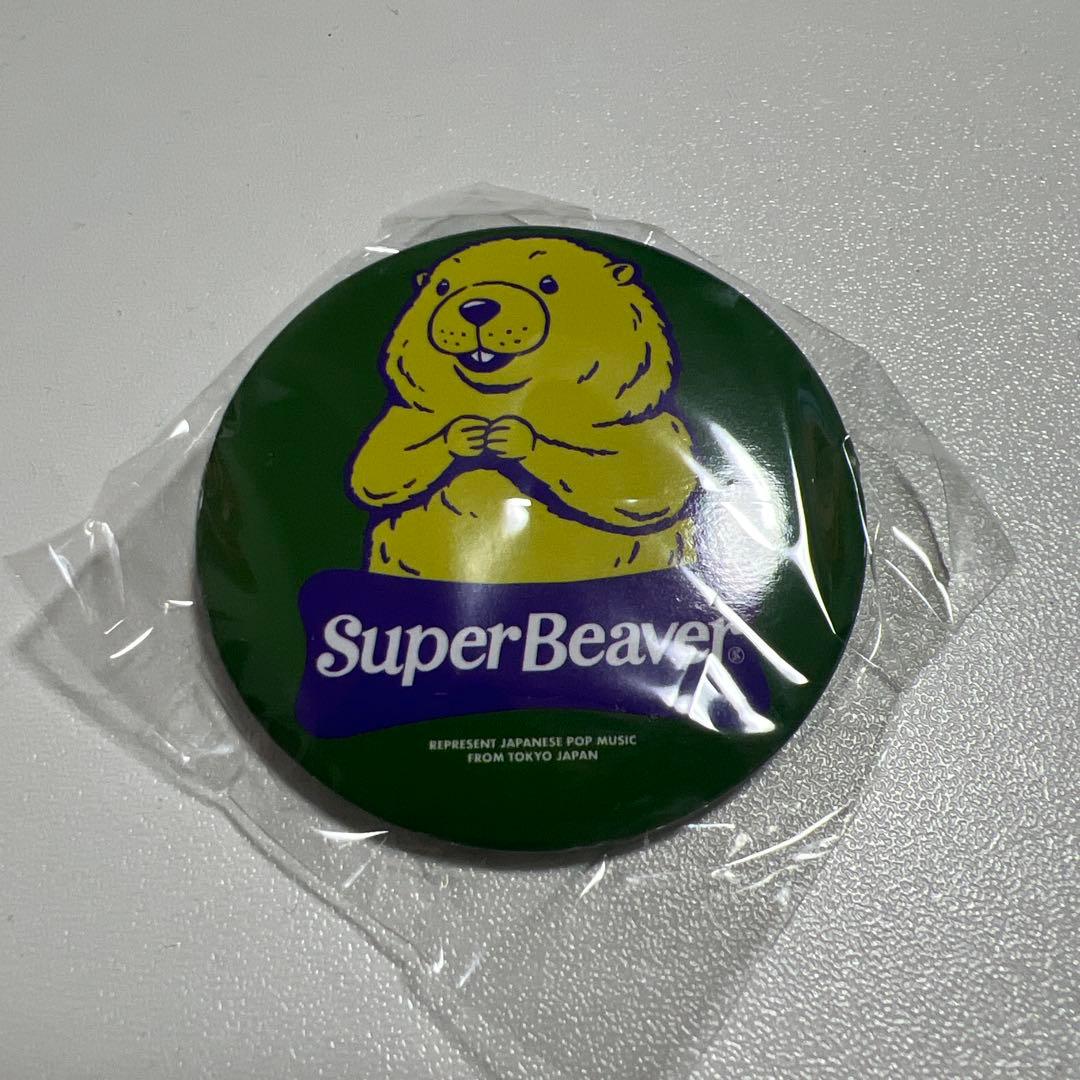 SuperBeaver®
REPRESENT JAPANESE POP MUSIC
FROM TOKYO JAPAN